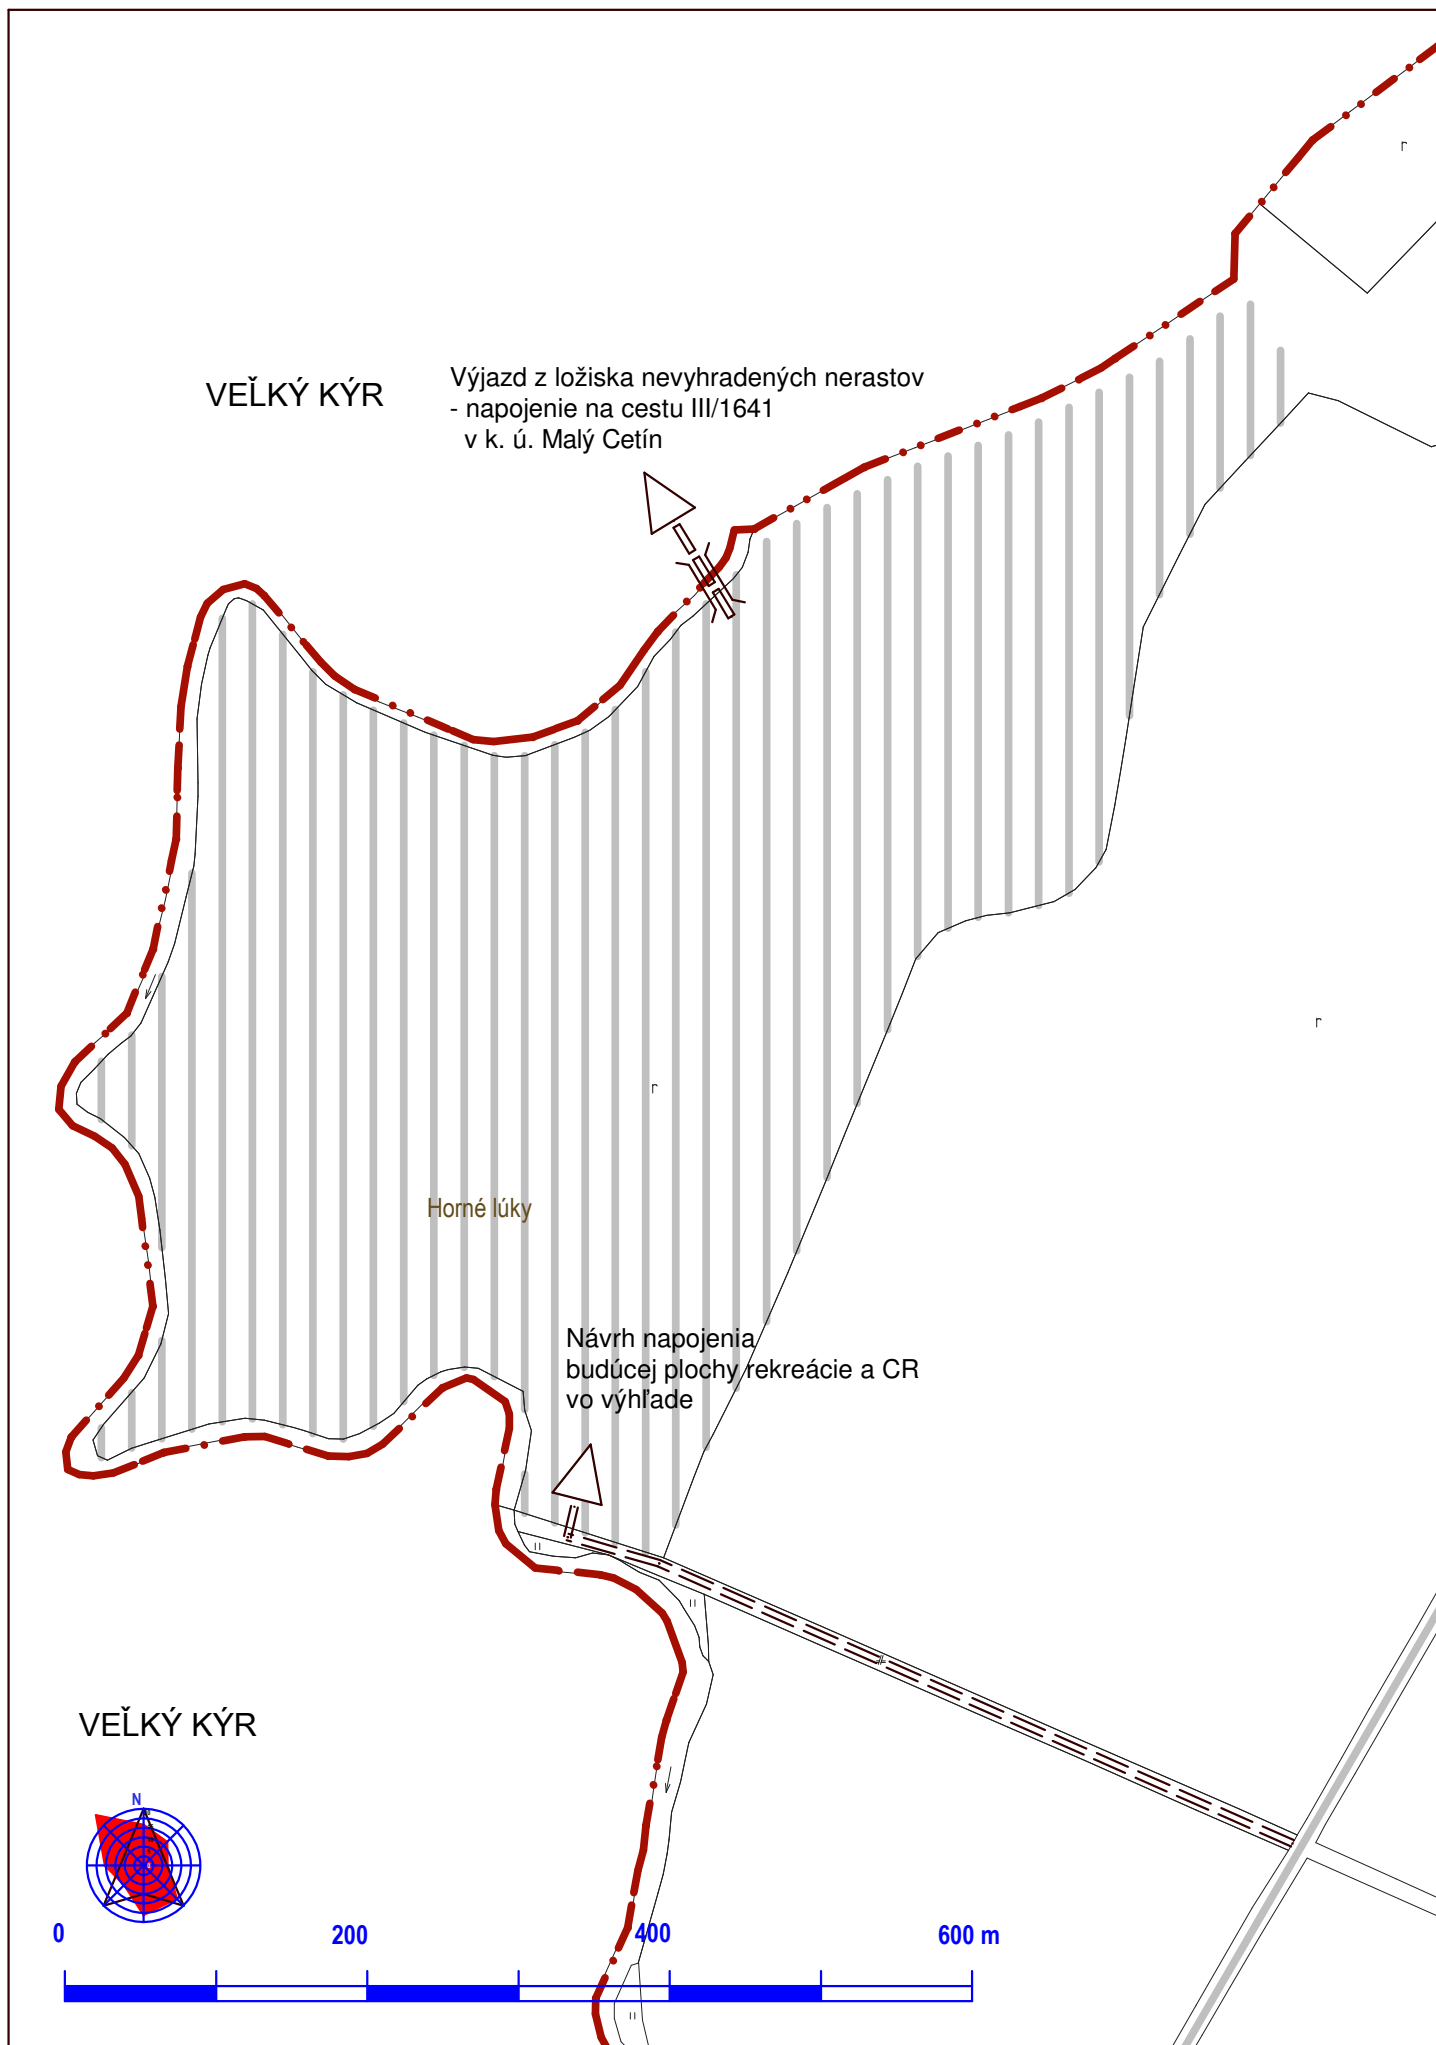 VEĽKÝ KÝR
Výjazd z ložiska nevyhradených nerastov
- napojenie na cestu III/1641
v k. ú. Malý Cetín
Horné lúky
Návrh napojenia
budúcej plochy rekreácie a CR
vo výhľade
VEĽKÝ KÝR
N
0 200 400 600 m